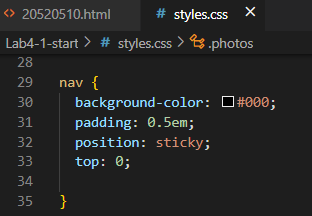 <> 20520510.html # styles.css ×
Lab4-1-start > # styles.css > .photos
28
29 nav {
30 background-color: #000;
31 padding: 0.5em;
32 position: sticky;
33 top: 0;
34
35 }